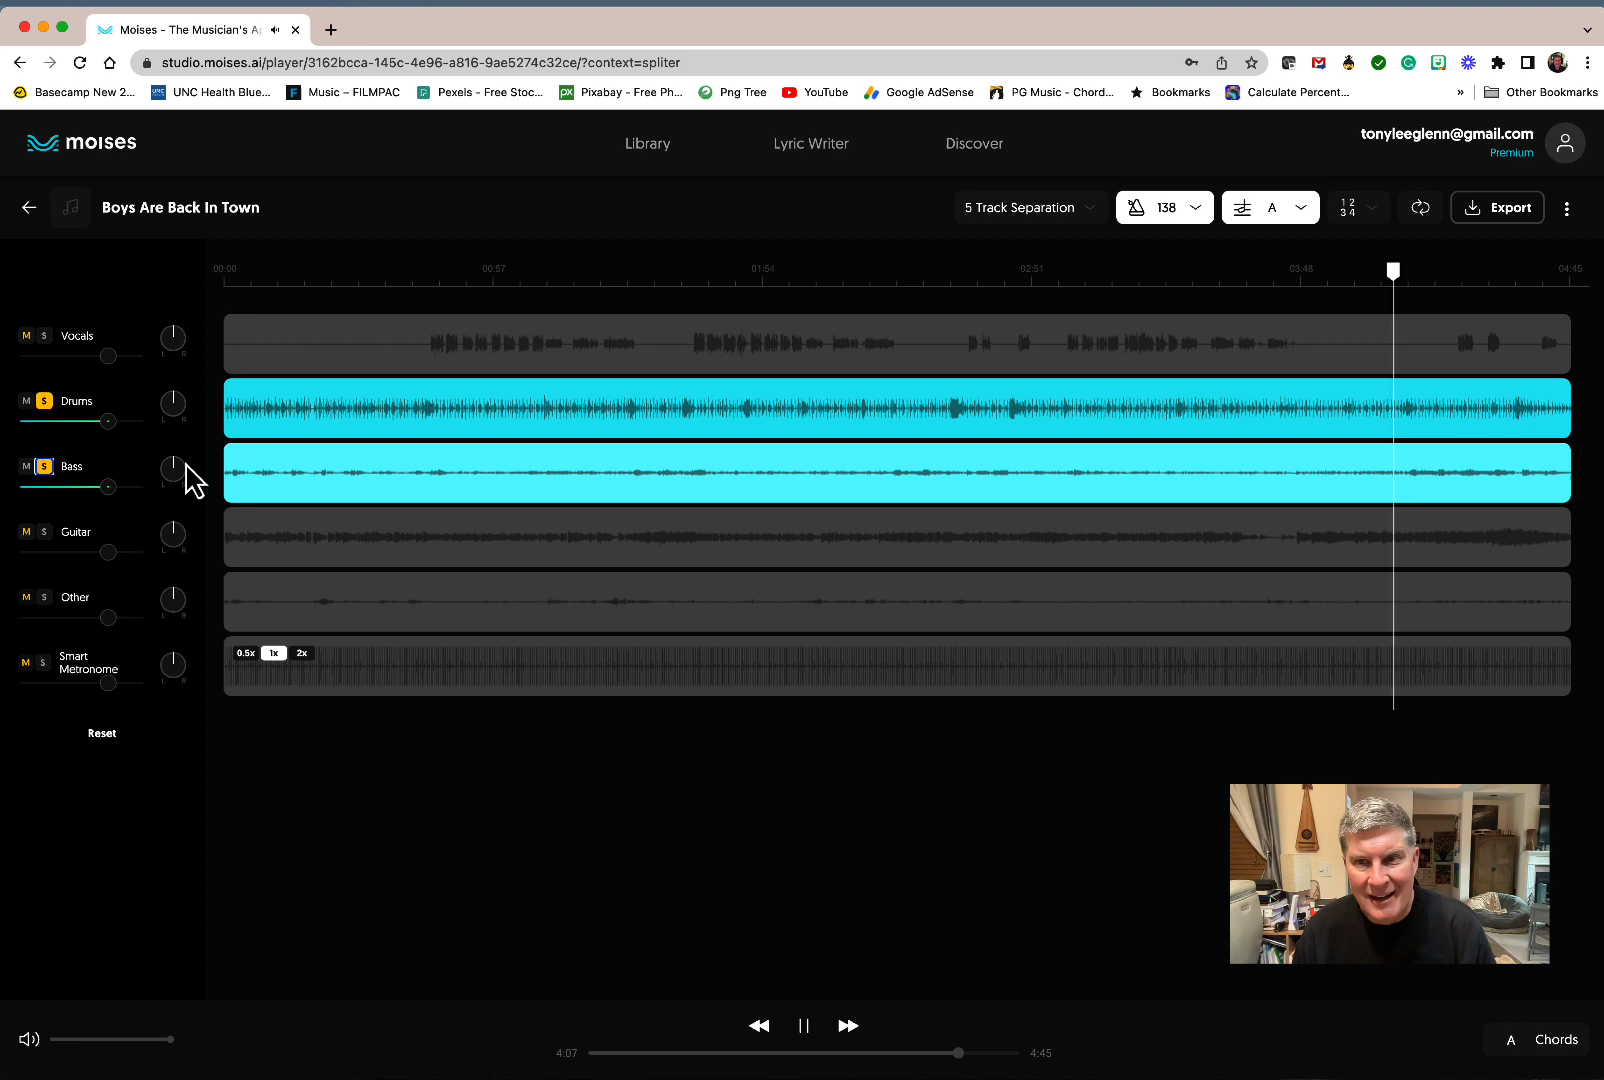 Moises - The Musician's Ap
studio.moises.ai/player/3162bcca-145c-4e96-a816-9ae5274c32ce/?context=spliter
Basecamp New 2... UNC Health Blue... Music – FILMPAC Pexels - Free Stoc... Pixabay - Free Ph... Png Tree YouTube Google AdSense PG Music - Chord... Bookmarks Calculate Percent... » Other Bookmarks
moises Library Lyric Writer Discover tonyleeglenn@gmail.com
Premium
Boys Are Back In Town 5 Track Separation 138 A 1 2 3 4 Export
00:00 00:57 01:54 02:51 03:48 04:45
M S Vocals
L R
M S Drums
L R
M S Bass
L R
M S Guitar
L R
M S Other
L R
M S Smart Metronome 0.5x 1x 2x
L R
Reset
4:07 4:45
A Chords